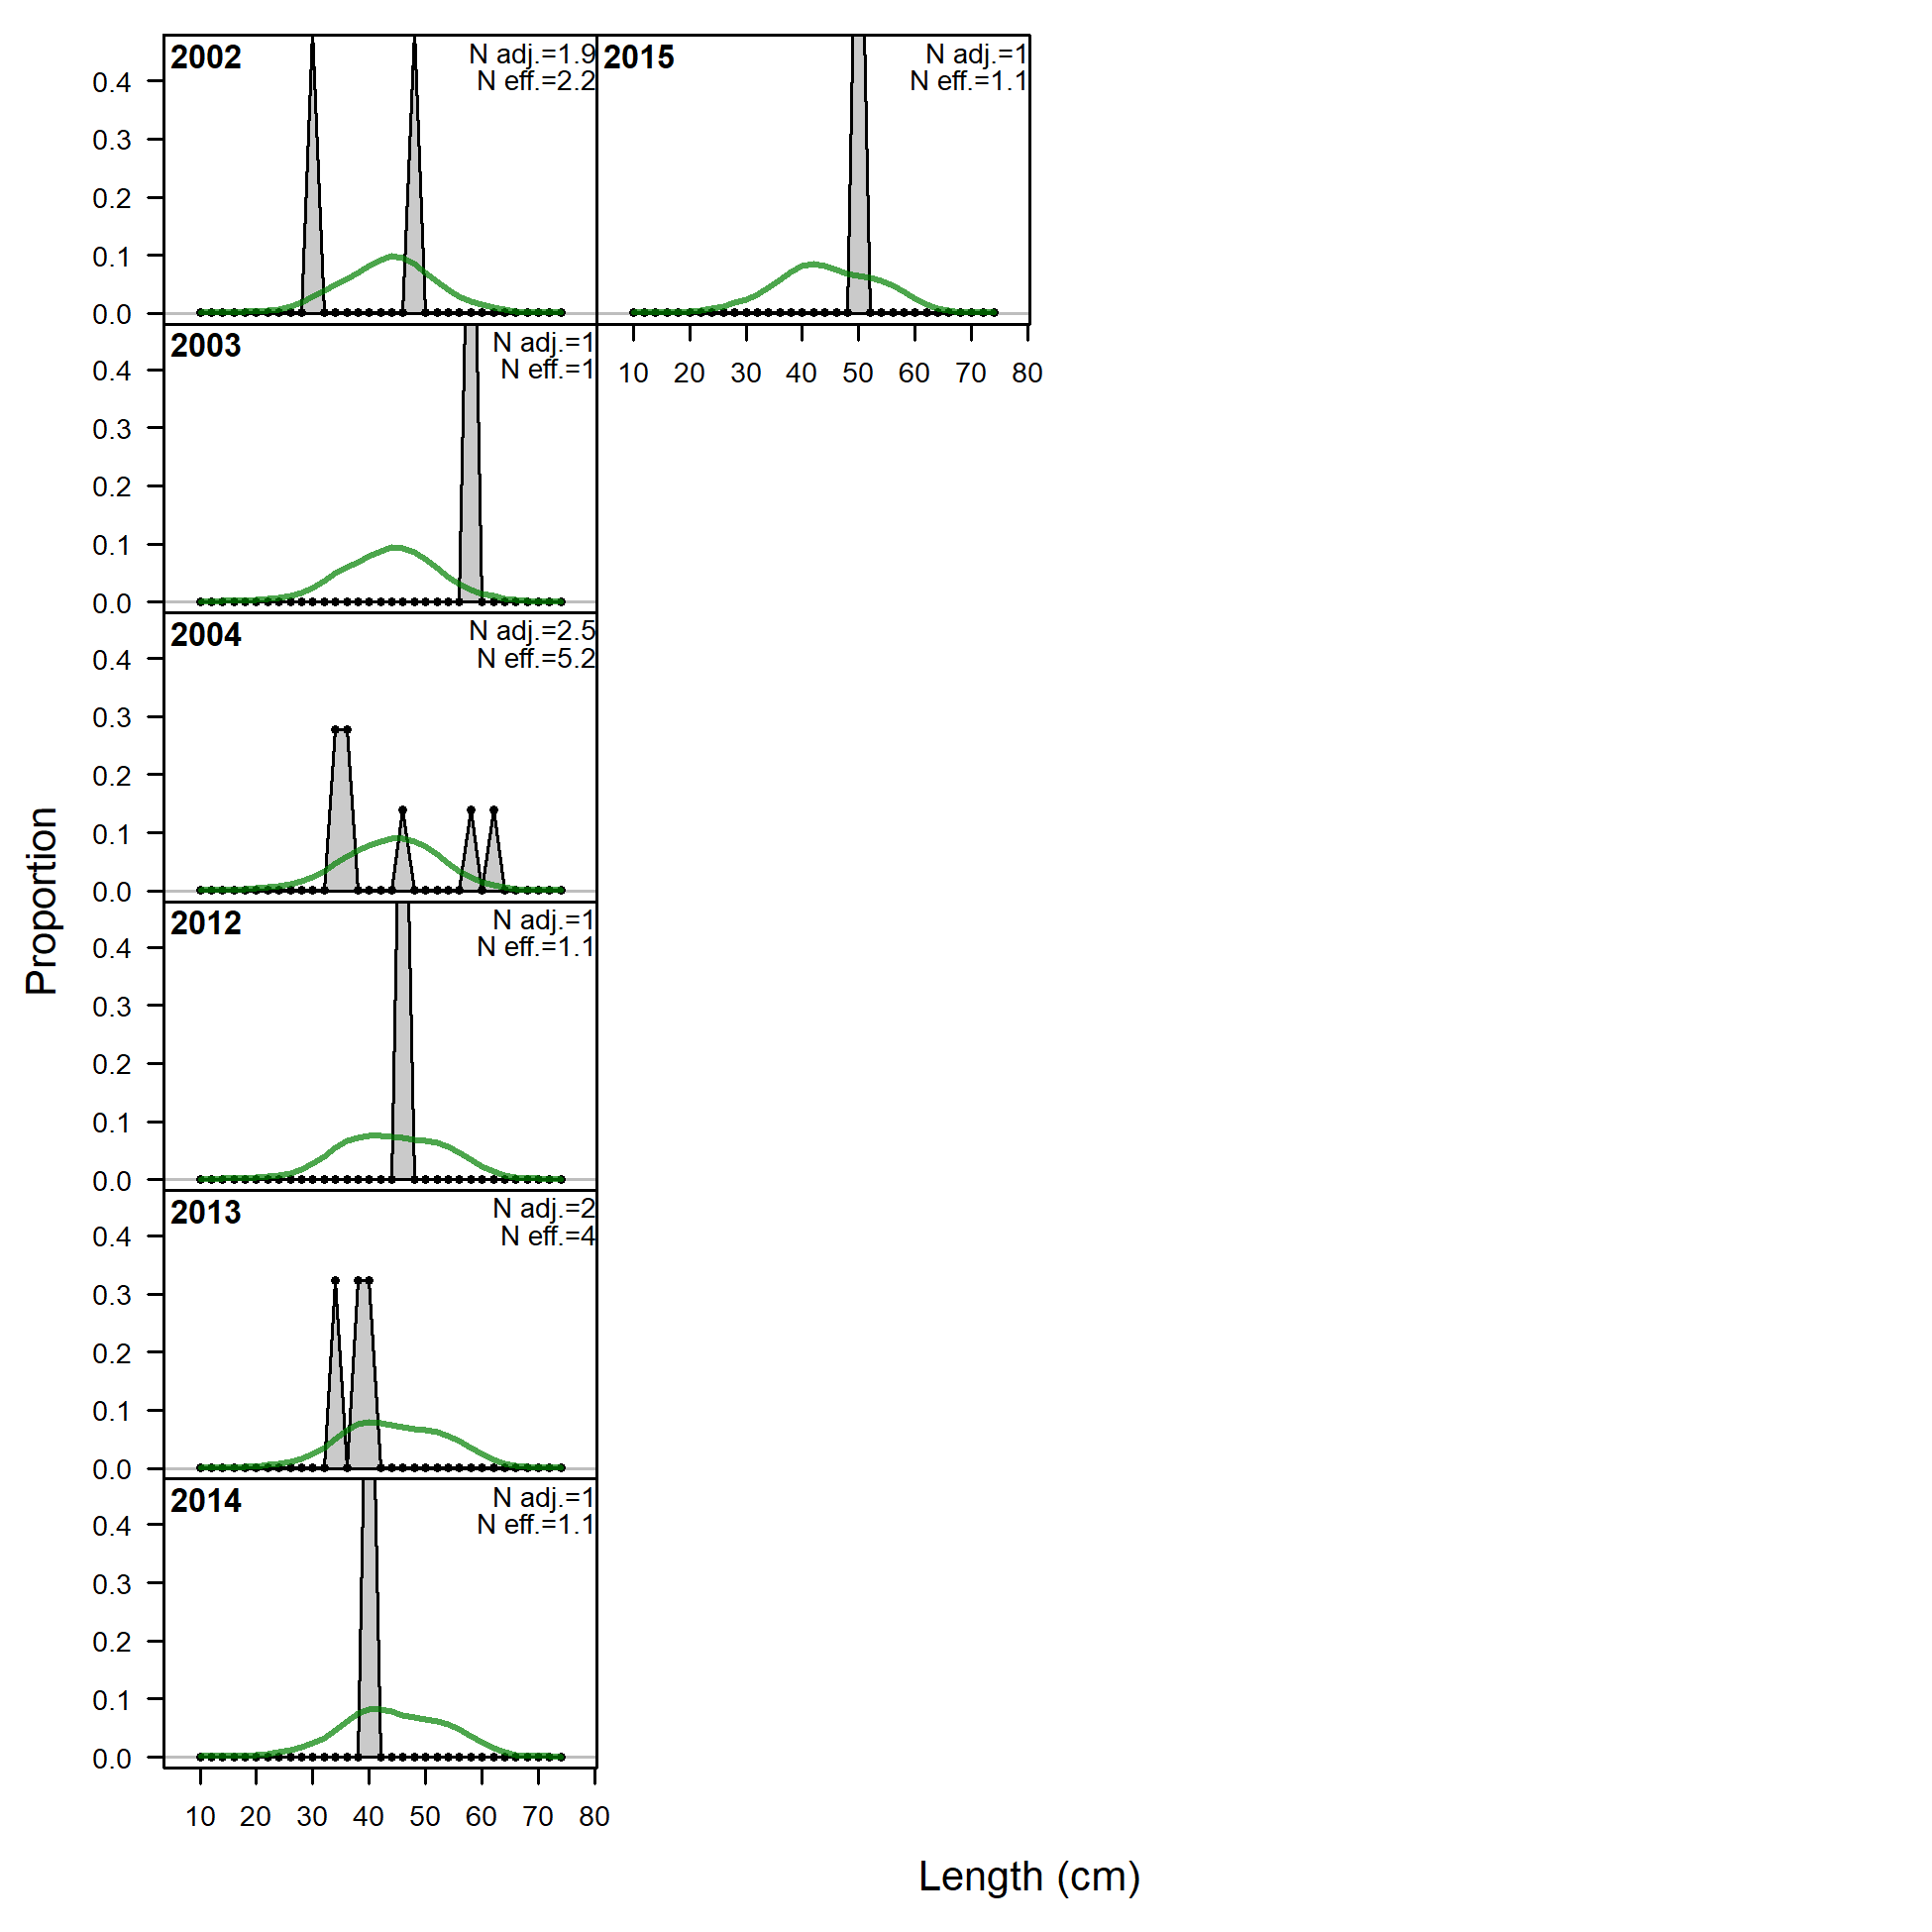 2002
N adj.=1.9
N eff.=2.2
0.4
0.3
0.2
0.1
0.0
2015
N adj.=1
N eff.=1.1
10 20 30 40 50 60 70 80
2003
N adj.=1
N eff.=1
0.4
0.3
0.2
0.1
0.0
2004
N adj.=2.5
N eff.=5.2
0.4
0.3
0.2
0.1
0.0
2012
N adj.=1
N eff.=1.1
0.4
0.3
0.2
0.1
0.0
2013
N adj.=2
N eff.=4
0.4
0.3
0.2
0.1
0.0
2014
N adj.=1
N eff.=1.1
0.4
0.3
0.2
0.1
0.0
10 20 30 40 50 60 70 80
Proportion
Length (cm)